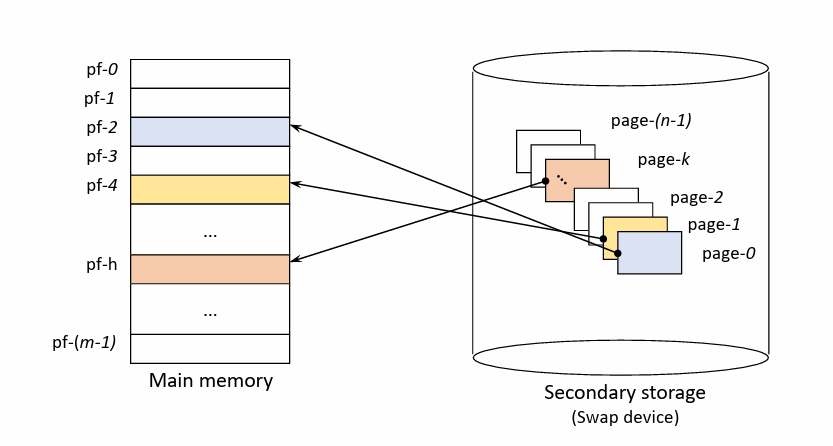 pf-0
pf-1
pf-2
pf-3
pf-4
...
pf-h
...
pf-(m-1)
Main memory
page-(n-1)
page-k
page-2
page-1
page-0
Secondary storage
(Swap device)